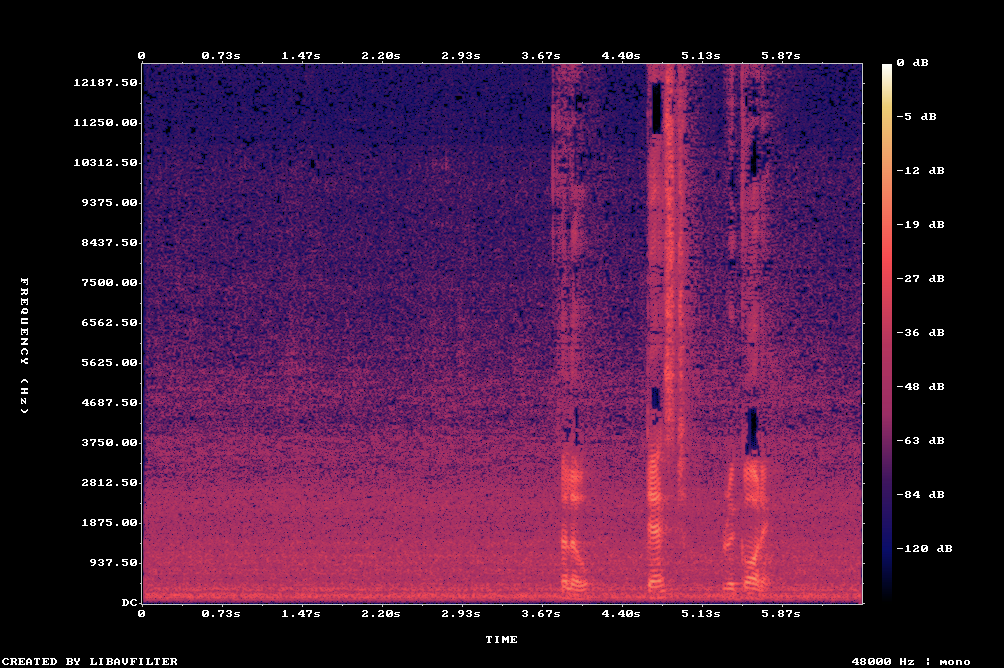 0 0.73s 1.47s 2.20s 2.93s 3.67s 4.40s 5.13s 5.87s
12187.50
11250.00
10312.50
9375.00
8437.50
7500.00
6562.50
5625.00
4687.50
3750.00
2812.50
1875.00
937.50
DC
FREQUENCY (HZ)
0 dB
-5 dB
-12 dB
-19 dB
-27 dB
-36 dB
-48 dB
-63 dB
-84 dB
-120 dB
0 0.73s 1.47s 2.20s 2.93s 3.67s 4.40s 5.13s 5.87s
TIME
CREATED BY LIBAVFILTER
48000 Hz | mono